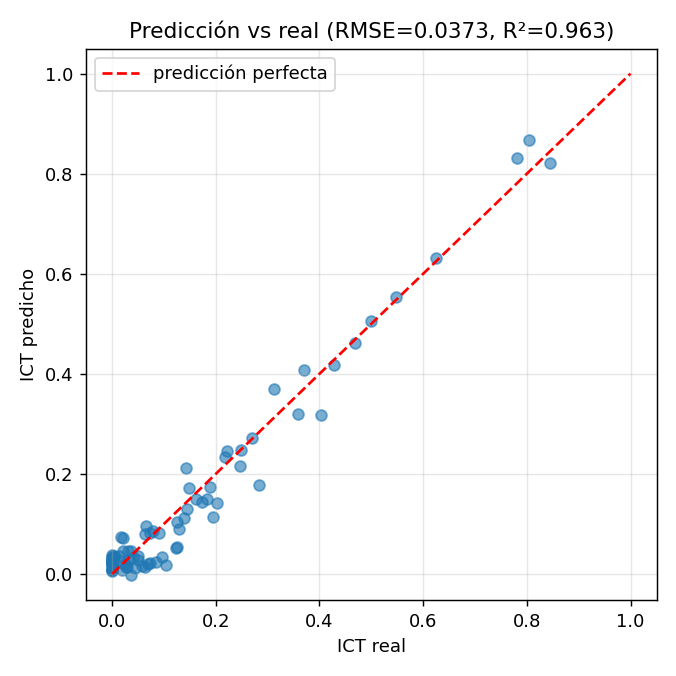 Predicción vs real (RMSE=0.0373, R²=0.963)
predicción perfecta
1.0
0.8
0.6
0.4
0.2
0.0
ICT predicho
0.0 0.2 0.4 0.6 0.8 1.0
ICT real